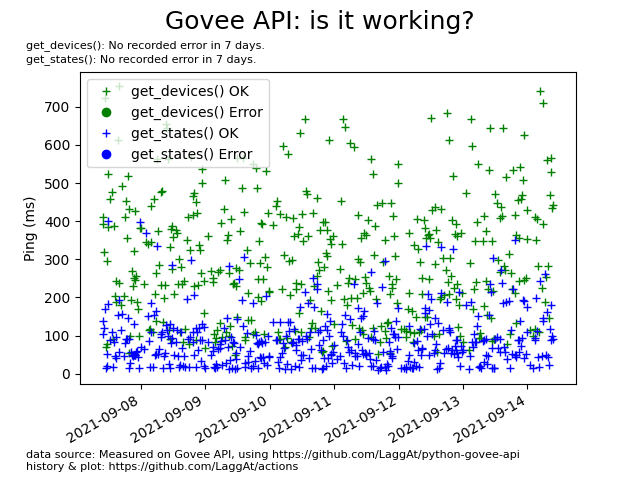 Govee API: is it working?
get_devices(): No recorded error in 7 days.
get_states(): No recorded error in 7 days.
get_devices() OK
get_devices() Error
get_states() OK
get_states() Error
Ping (ms)
700
600
500
400
300
200
100
0
2021-09-08
2021-09-09
2021-09-10
2021-09-11
2021-09-12
2021-09-13
2021-09-14
data source: Measured on Govee API, using https://github.com/LaggAt/python-govee-api
history & plot: https://github.com/LaggAt/actions